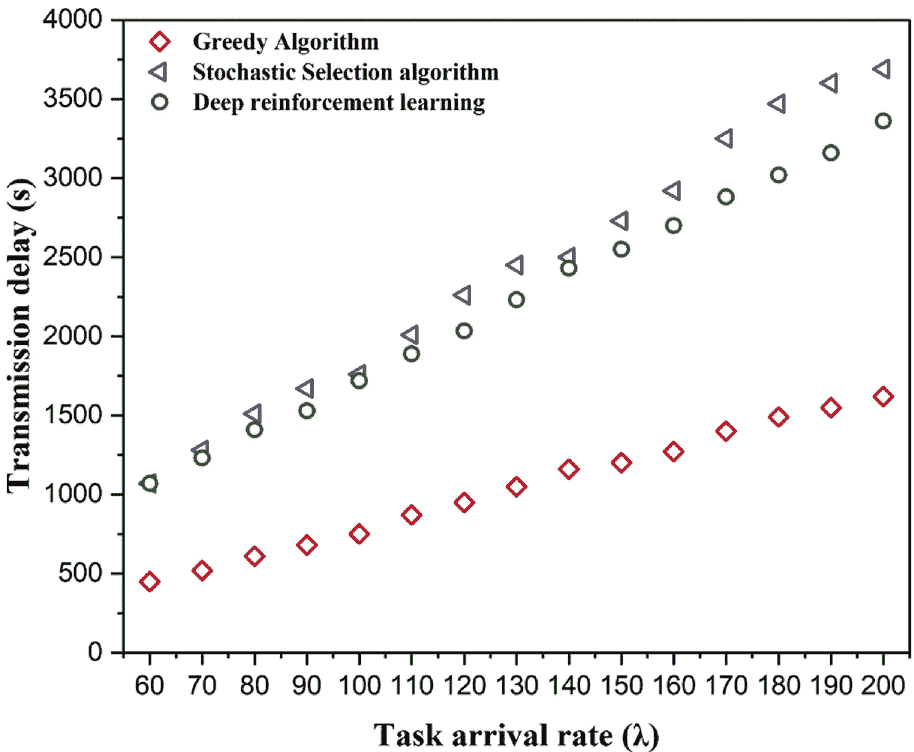 4000
3500
3000
2500
2000
1500
1000
500
0
Transmission delay (s)
Greedy Algorithm
Stochastic Selection algorithm
Deep reinforcement learning
60 70 80 90 100 110 120 130 140 150 160 170 180 190 200
Task arrival rate (λ)